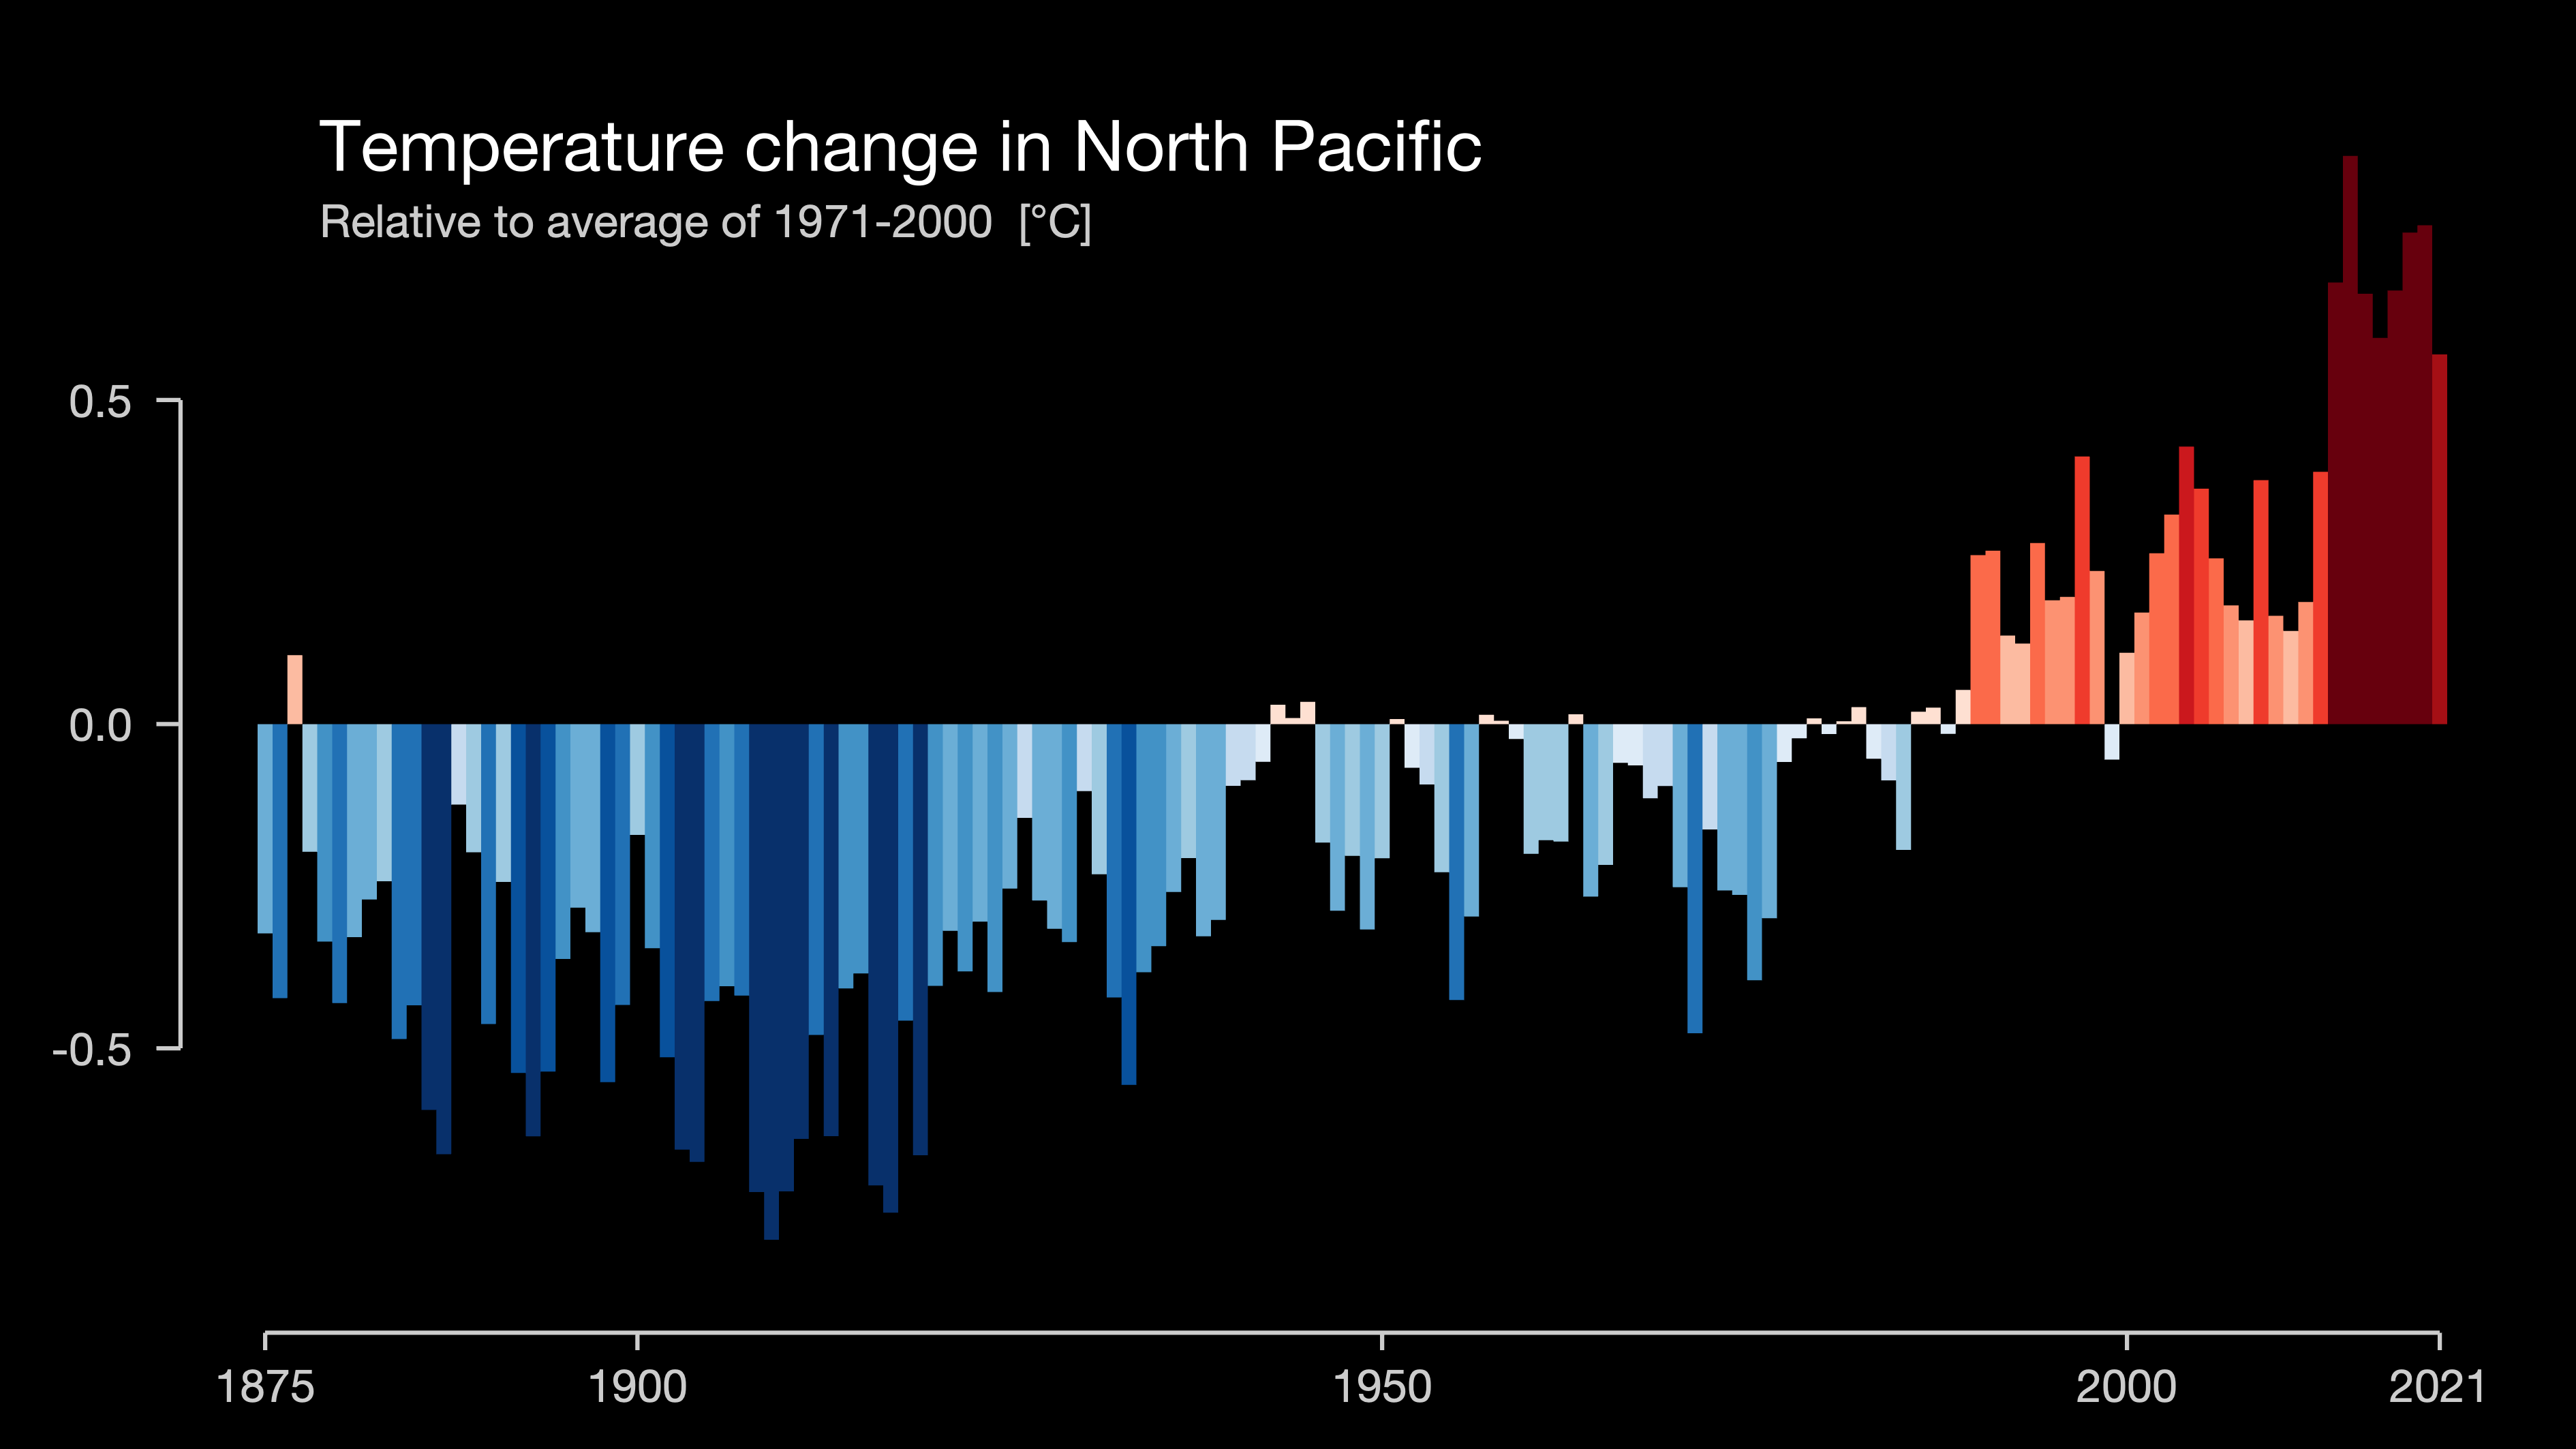 Temperature change in North Pacific
Relative to average of 1971-2000 [°C]
0.5
0.0
-0.5
1875 1900 1950 2000 2021